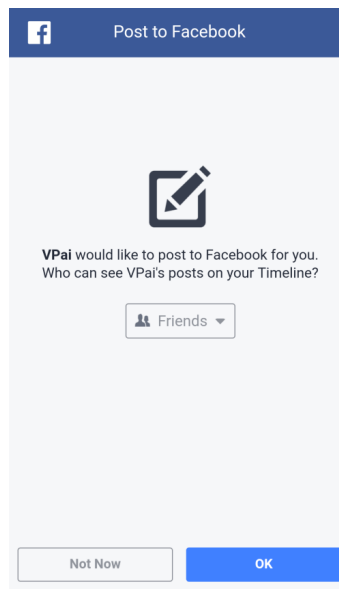 Post to Facebook
VPai would like to post to Facebook for you.
Who can see VPai's posts on your Timeline?
Friends
Not Now
OK